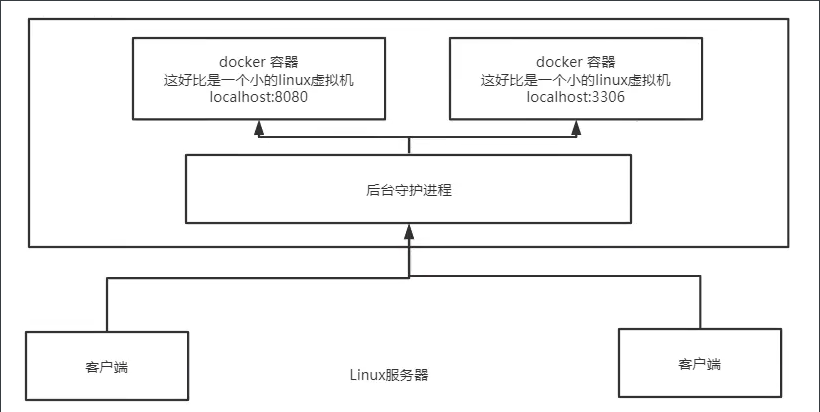 docker 容器
这好比是一个小的linux虚拟机
localhost:8080
docker 容器
这好比是一个小的linux虚拟机
localhost:3306
后台守护进程
客户端
Linux服务器
客户端